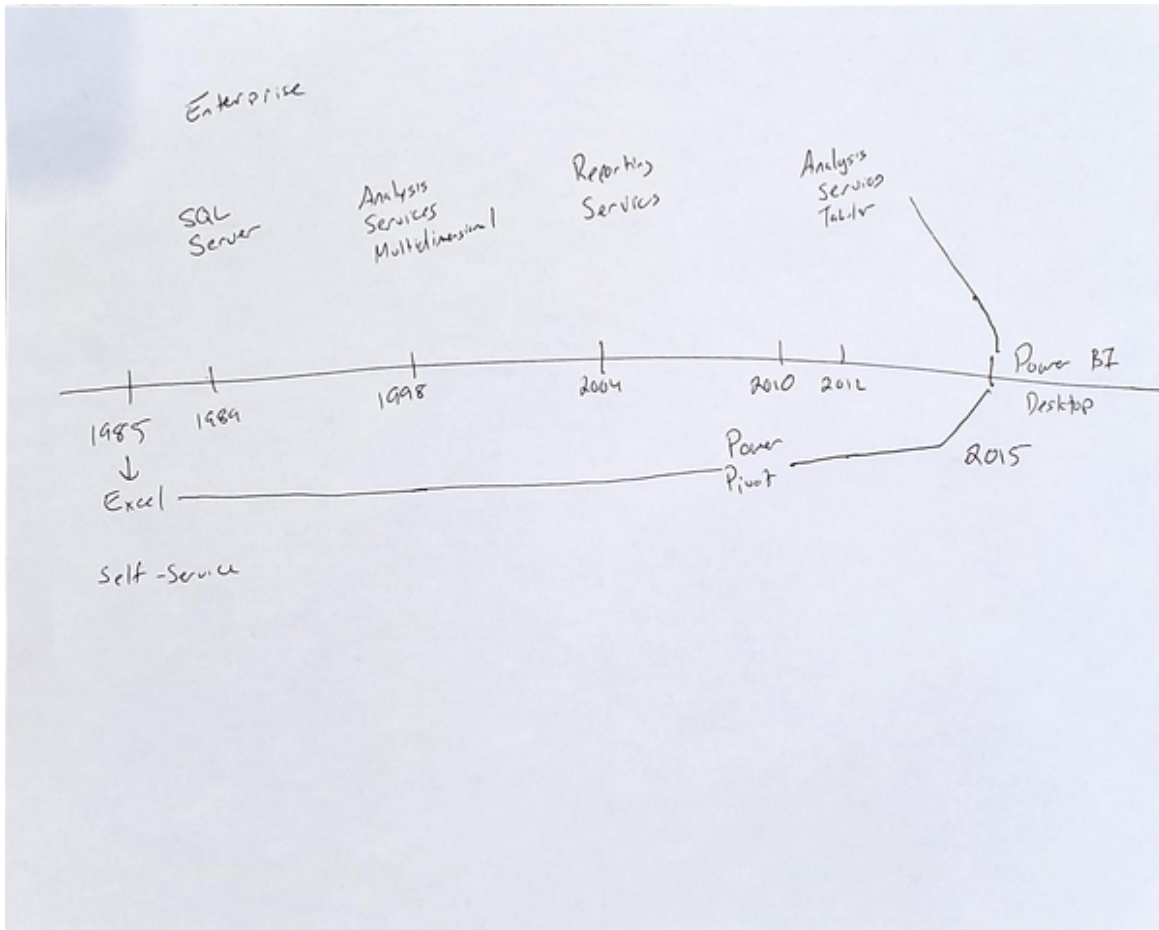 Enterprise
SQL
Server
Analysis
Services
Multidimensional
Reporting
Services
Analysis
Services
Tabular
1985
1989
1998
2004
2010
2012
Power BI
Desktop
2015
Excel
Power
Pivot
Self-Service